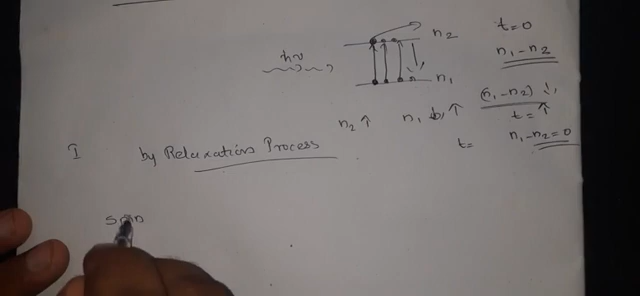 t=0
hν n₂
n₁-n₂
n₁
(n₁-n₂) ↓,
t=↑
n₂↑ n₁
t= n₁-n₂=0
I by Relaxation Process